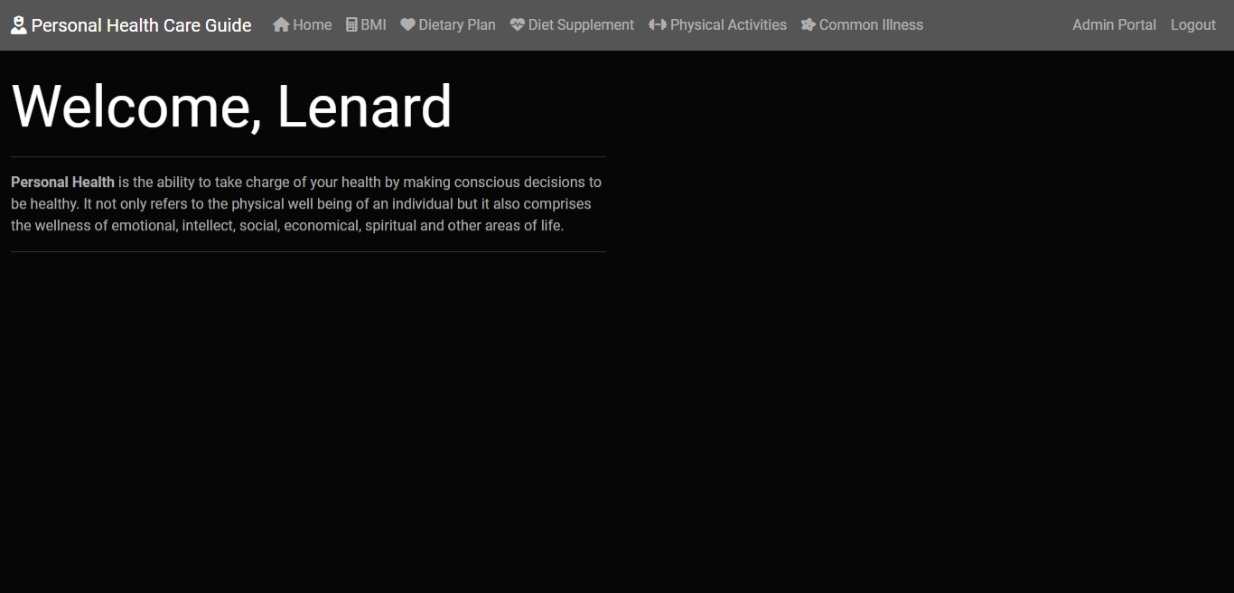 Personal Health Care Guide Home BMI Dietary Plan Diet Supplement Physical Activities Common Illness Admin Portal Logout
Welcome, Lenard
Personal Health is the ability to take charge of your health by making conscious decisions to
be healthy. It not only refers to the physical well being of an individual but it also comprises
the wellness of emotional, intellect, social, economical, spiritual and other areas of life.